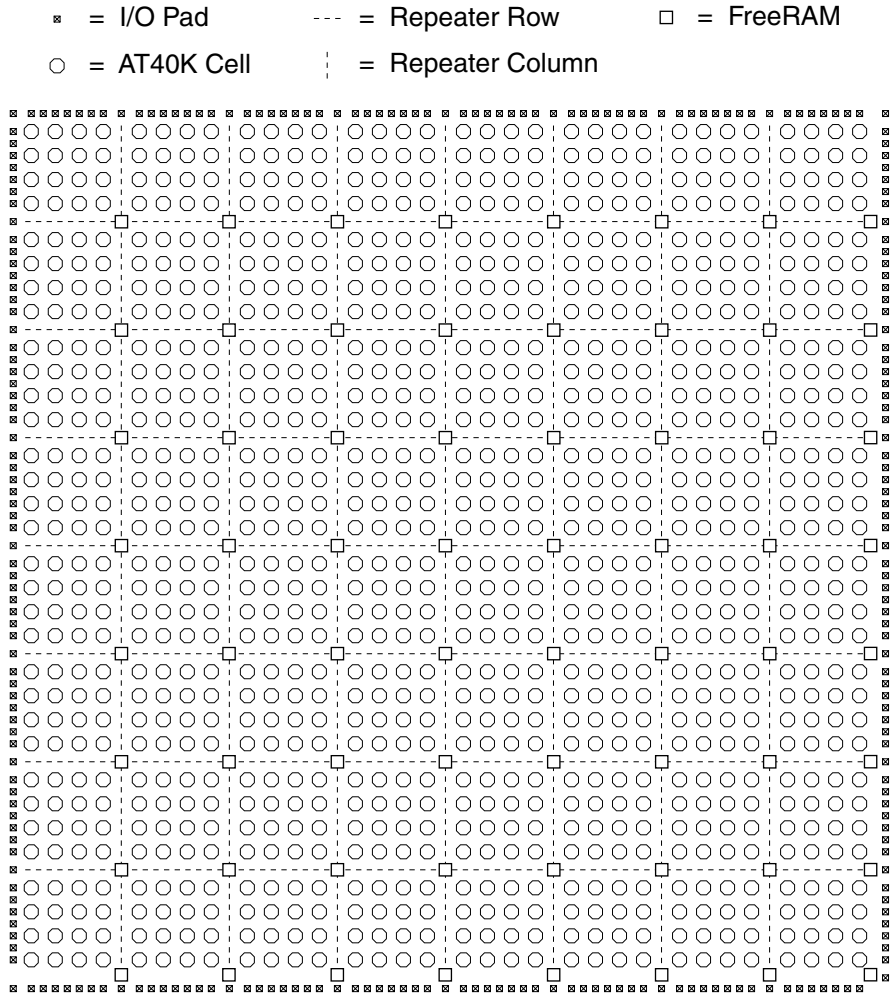 = I/O Pad = Repeater Row = FreeRAM
= AT40K Cell = Repeater Column